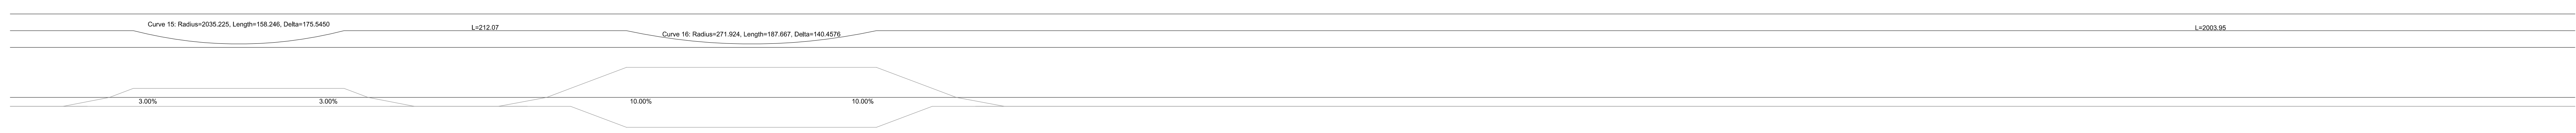 Curve 15: Radius=2035.225, Length=158.246, Delta=175.5450
L=212.07
L=2003.95
Curve 16: Radius=271.924, Length=187.667, Delta=140.4576
3.00%
3.00%
10.00%
10.00%